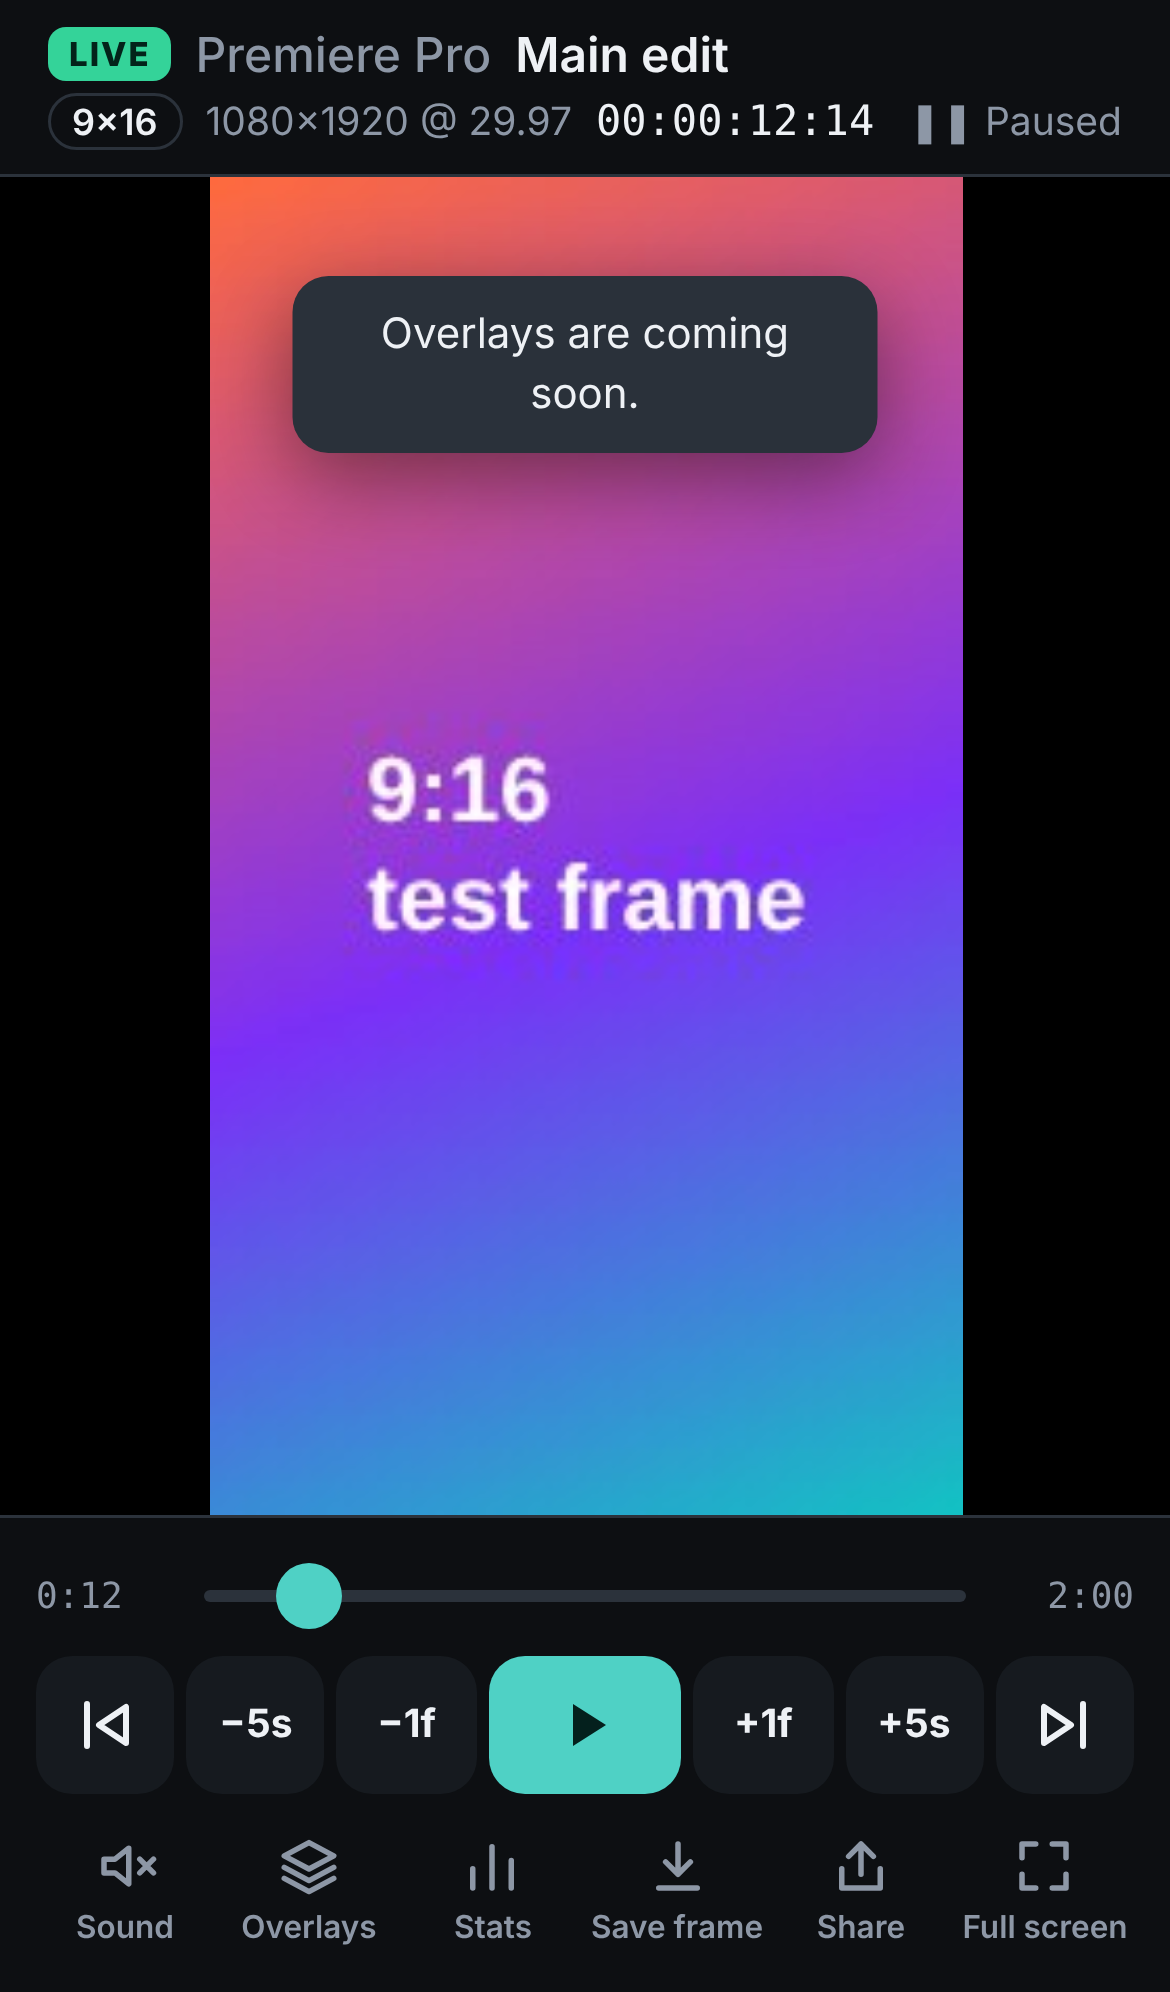 LIVE Premiere Pro Main edit
9×16 1080×1920 @ 29.97 00:00:12:14 Paused
Overlays are coming
soon.
9:16
test frame
0:12 2:00
−5s −1f +1f +5s
Sound Overlays Stats Save frame Share Full screen